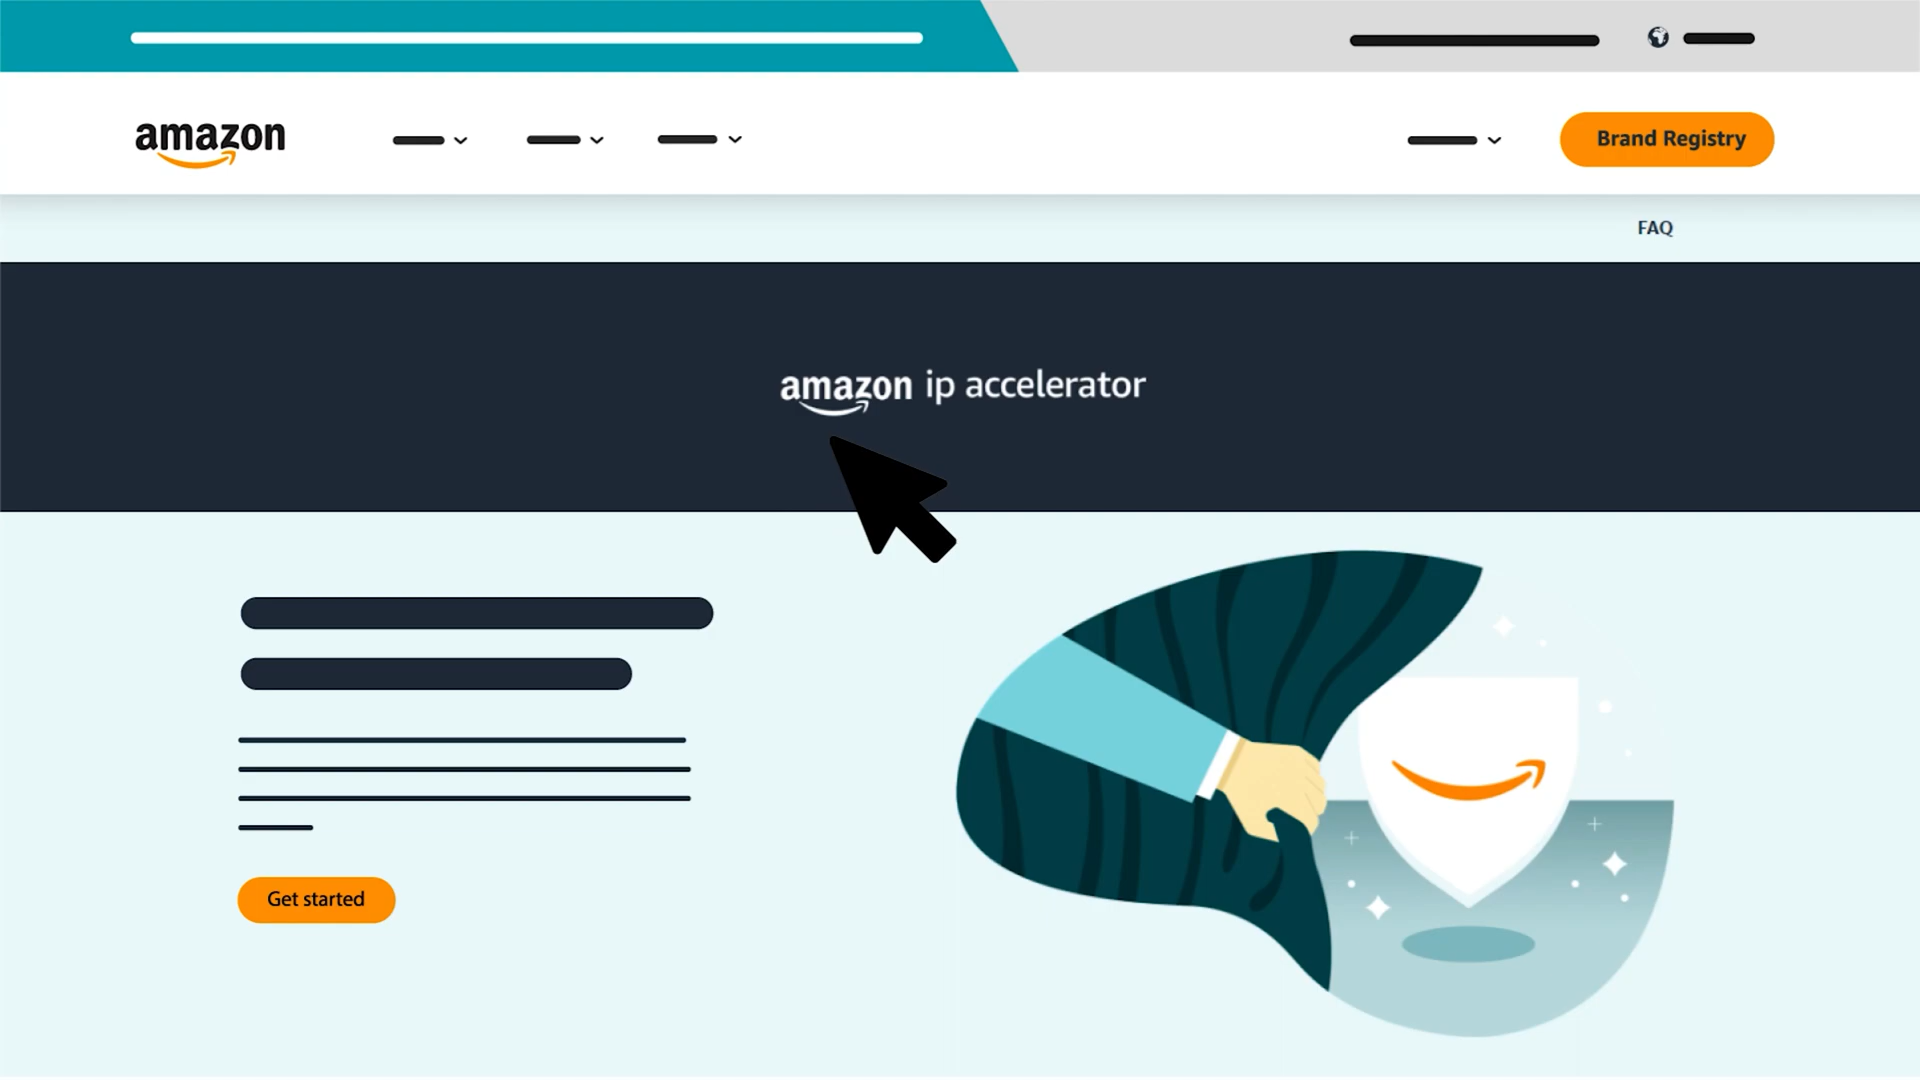 amazon
Brand Registry
FAQ
amazon ip accelerator
Get started